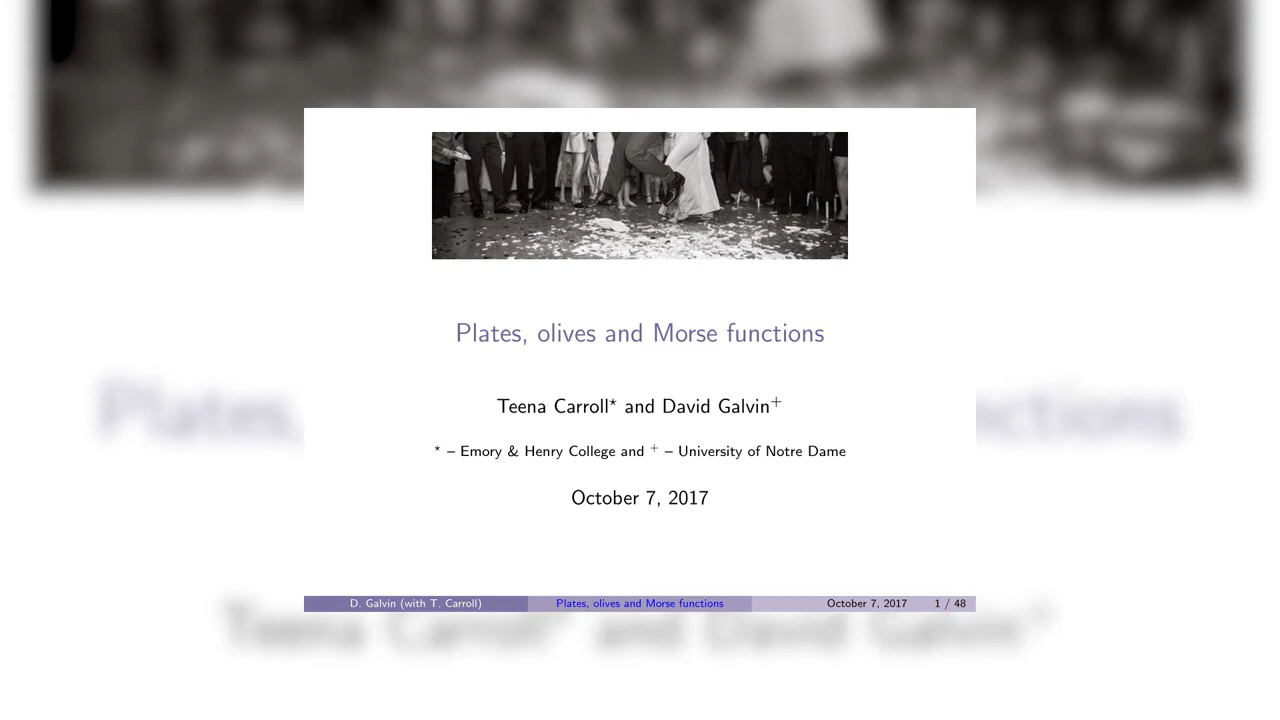 Plates, olives and Morse functions
Teena Carroll* and David Galvin+
* – Emory & Henry College and + – University of Notre Dame
October 7, 2017
D. Galvin (with T. Carroll) Plates, olives and Morse functions October 7, 2017 1 / 48